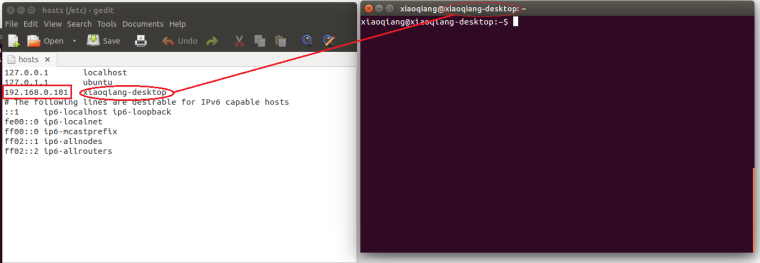 hosts (/etc) - gedit
File Edit View Search Tools Documents Help
Open Save Undo
hosts
127.0.0.1 localhost
127.0.1.1 ubuntu
192.168.0.101 xiaoqiang-desktop
# The following lines are desirable for IPv6 capable hosts
::1 ip6-localhost ip6-loopback
fe00::0 ip6-localnet
ff00::0 ip6-mcastprefix
ff02::1 ip6-allnodes
ff02::2 ip6-allrouters
xiaoqiang@xiaoqiang-desktop: ~
xiaoqiang@xiaoqiang-desktop:~$